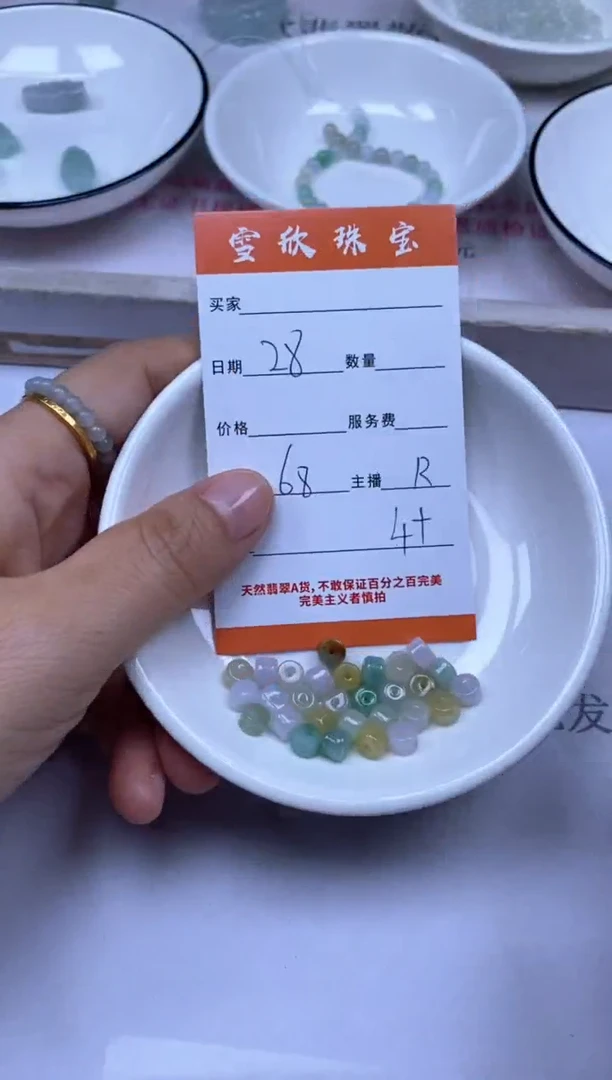 雪欣珠宝
买家
日期 28 数量
价格 服务费
68 主播 R
4+
天然翡翠A货，不敢保证百分之百完美
完美主义者慎拍
发